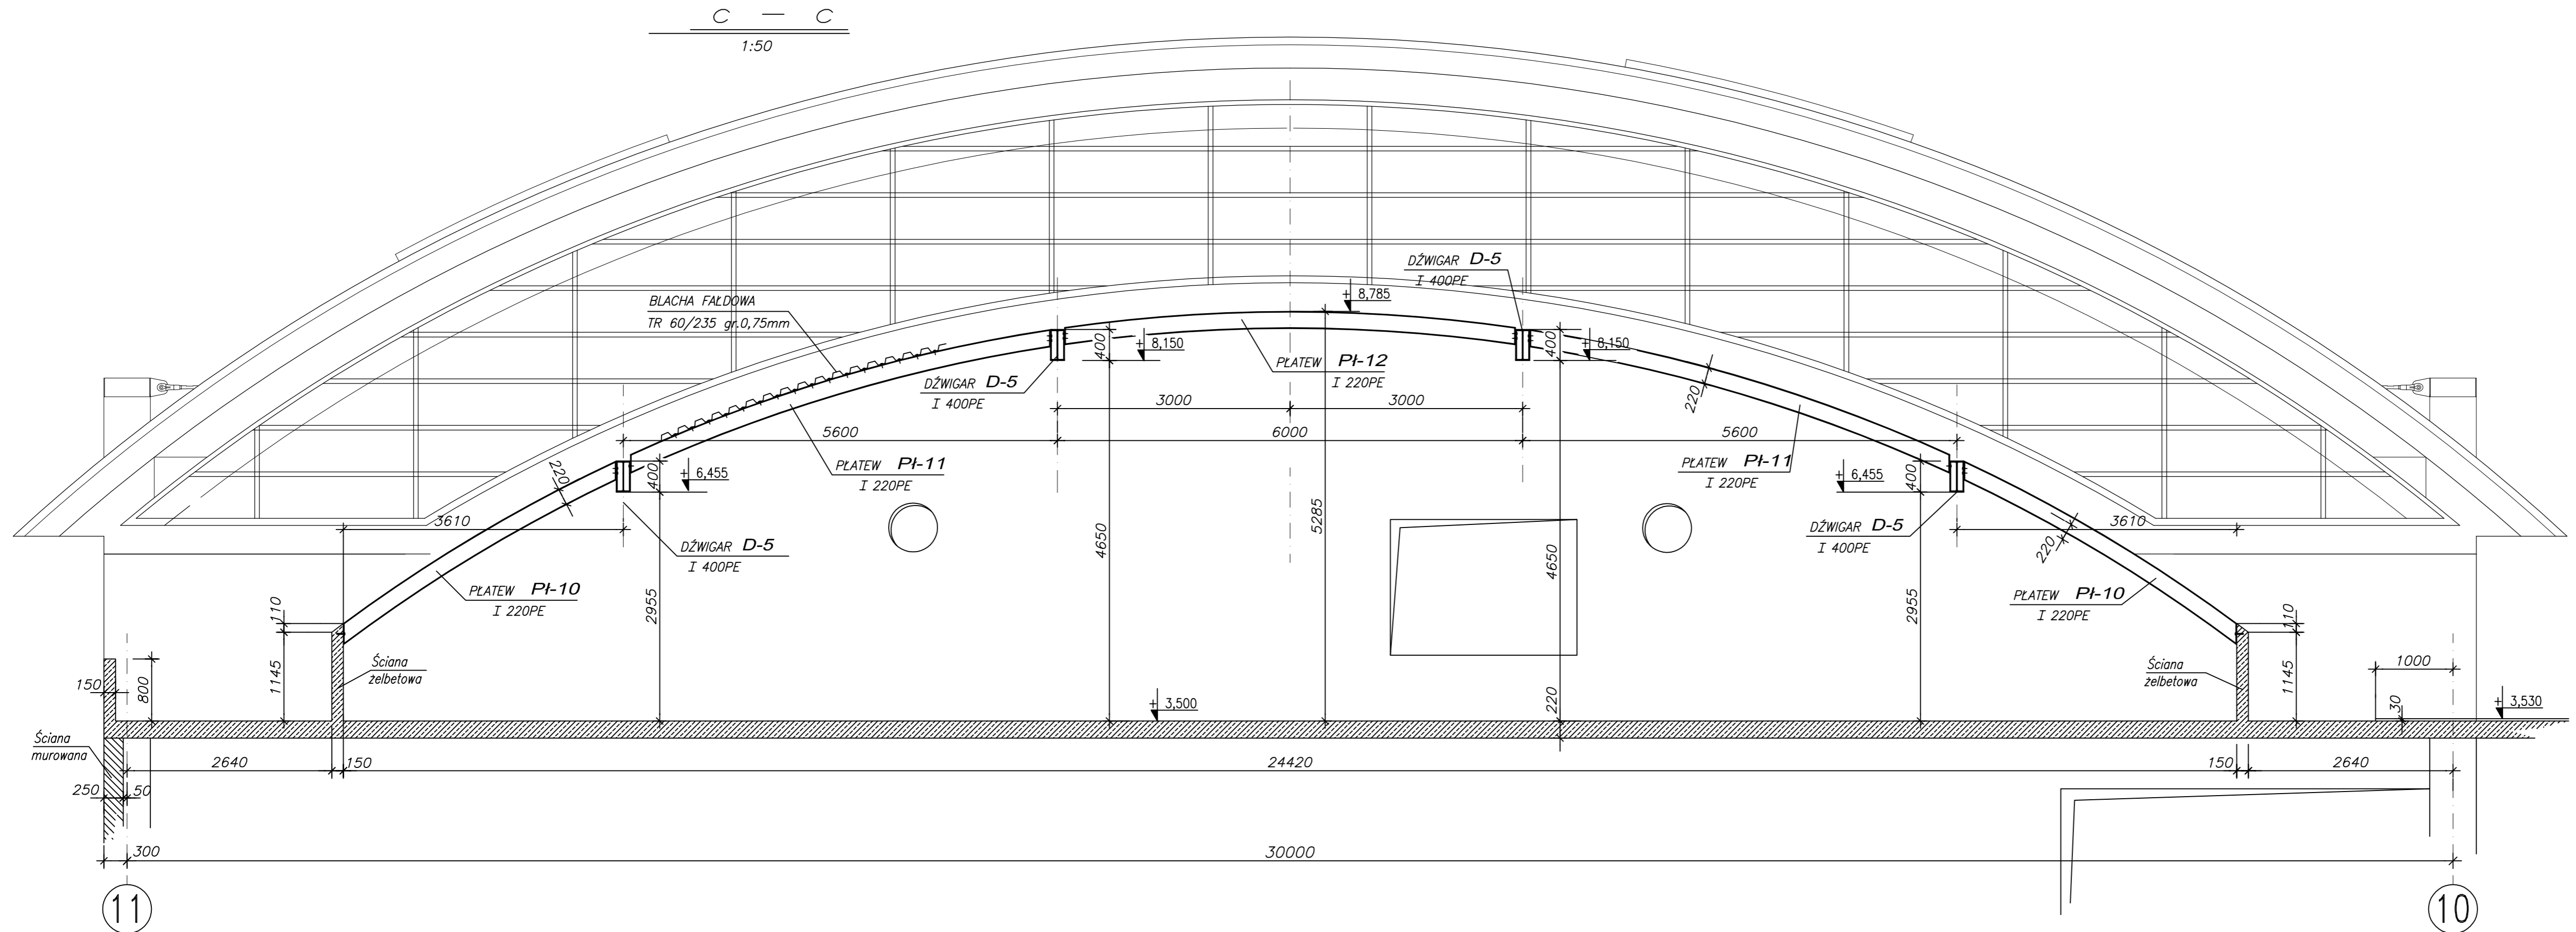 C — C
1:50
DŹWIGAR D-5
I 400PE
BLACHA FAŁDOWA
TR 60/235 gr.0,75mm
+ 8,785
400
+ 8,150
PŁATEW Pł-12
I 220PE
400
+ 8,150
DŹWIGAR D-5
I 400PE
220
3000
3000
5600
6000
5600
220
400
+ 6,455
PŁATEW Pł-11
I 220PE
PŁATEW Pł-11
I 220PE
+ 6,455
400
3610
5285
DŹWIGAR D-5
I 400PE
3610
4650
DŹWIGAR D-5
I 400PE
4650
220
PŁATEW Pł-10
I 220PE
2955
2955
PŁATEW Pł-10
I 220PE
110
110
1145
Ściana
żelbetowa
Ściana
żelbetowa
1145
1000
150
800
+ 3,500
220
30
+ 3,530
Ściana
murowana
2640
150
24420
150
2640
250
50
300
30000
11
10